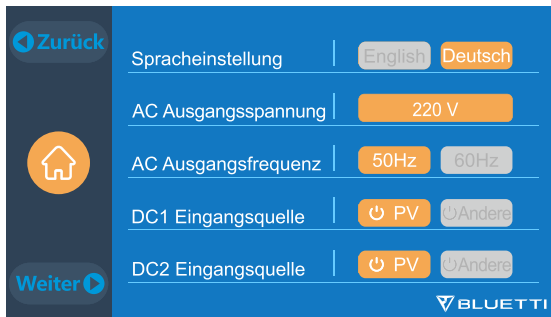 Zurück
Spracheinstellung English Deutsch
AC Ausgangsspannung 220 V
AC Ausgangsfrequenz 50Hz 60Hz
DC1 Eingangsquelle PV Andere
DC2 Eingangsquelle PV Andere
Weiter
BLUETTI